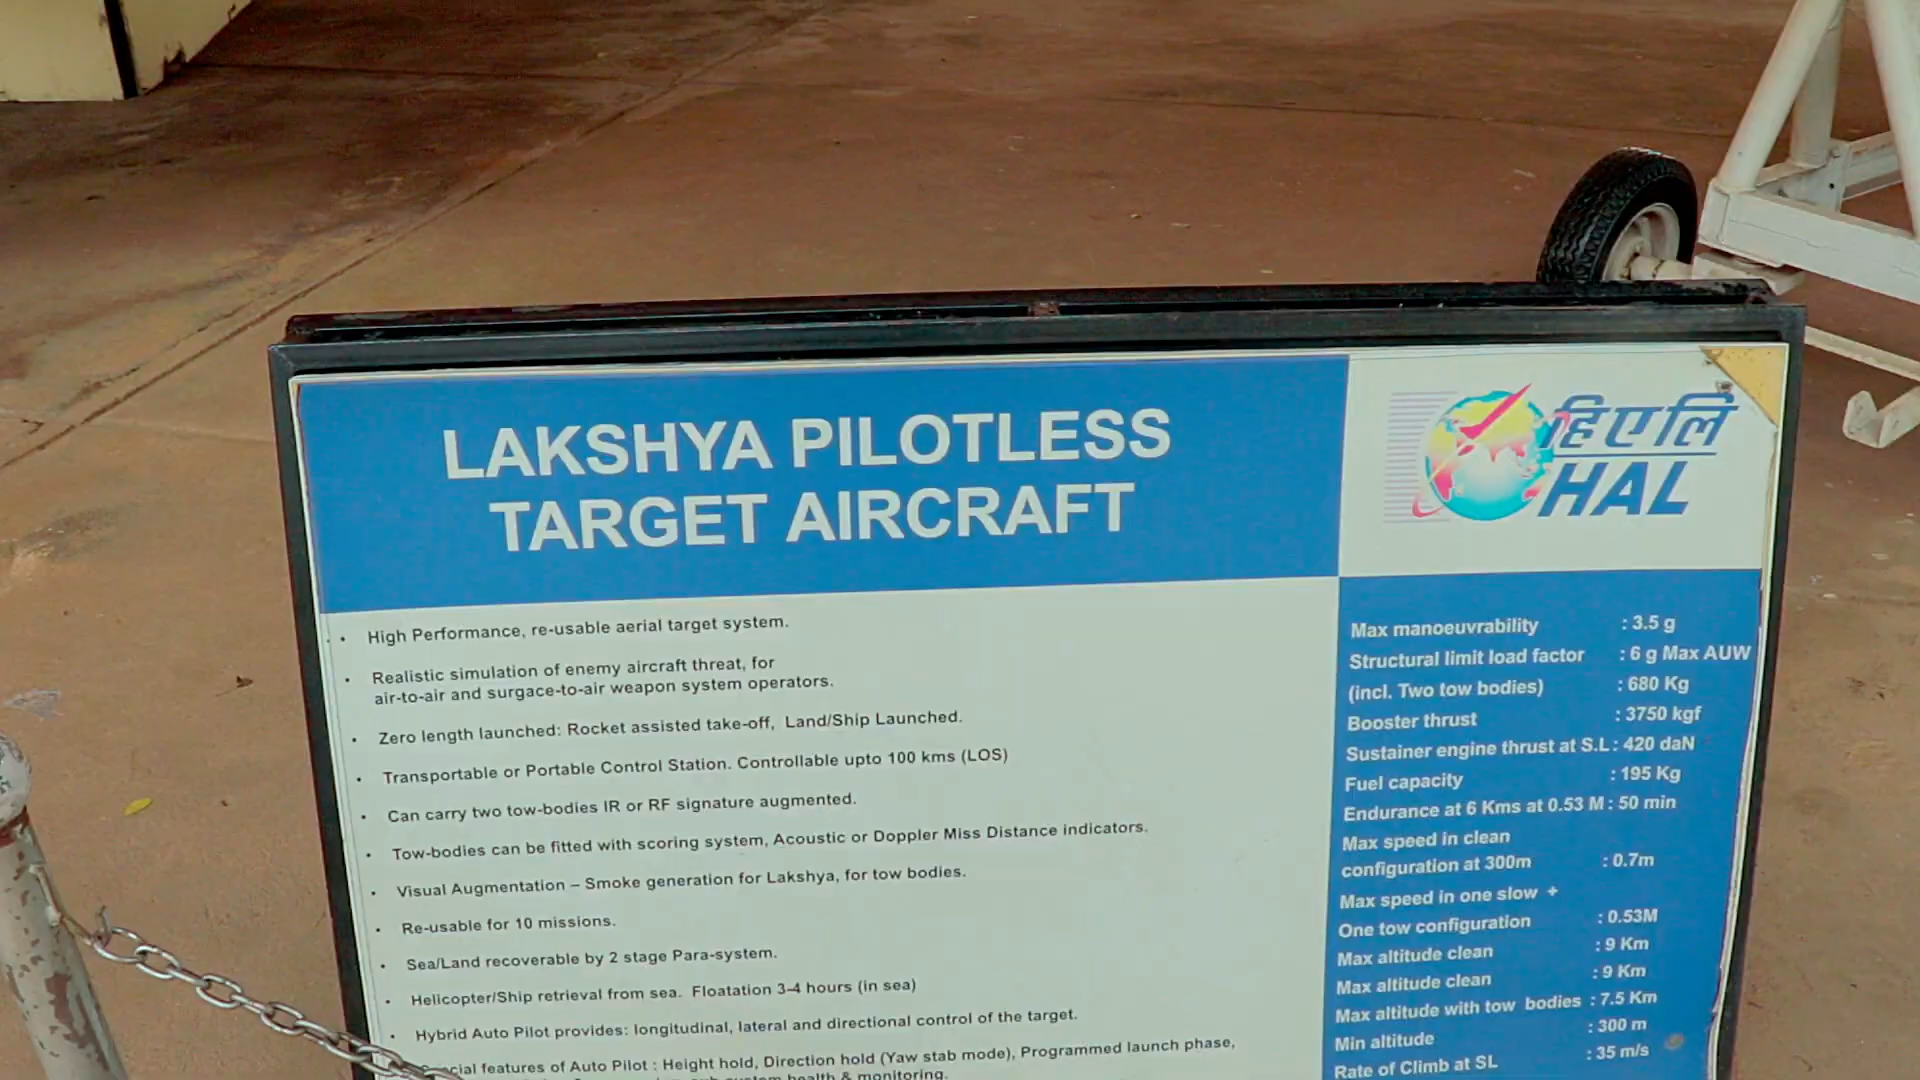 LAKSHYA PILOTLESS
TARGET AIRCRAFT
हिएलि
HAL
• High Performance, re-usable aerial target system.
• Realistic simulation of enemy aircraft threat, for
air-to-air and surgace-to-air weapon system operators.
• Zero length launched: Rocket assisted take-off, Land/Ship Launched.
• Transportable or Portable Control Station. Controllable upto 100 kms (LOS)
• Can carry two tow-bodies IR or RF signature augmented.
• Tow-bodies can be fitted with scoring system, Acoustic or Doppler Miss Distance indicators.
• Visual Augmentation – Smoke generation for Lakshya, for tow bodies.
• Re-usable for 10 missions.
• Sea/Land recoverable by 2 stage Para-system.
• Helicopter/Ship retrieval from sea. Floatation 3-4 hours (in sea)
• Hybrid Auto Pilot provides: longitudinal, lateral and directional control of the target.
features of Auto Pilot : Height hold, Direction hold (Yaw stab mode), Programmed launch phase,
health & monitoring.
Max manoeuvrability : 3.5 g
Structural limit load factor : 6 g Max AUW
(incl. Two tow bodies) : 680 Kg
Booster thrust : 3750 kgf
Sustainer engine thrust at S.L : 420 daN
Fuel capacity : 195 Kg
Endurance at 6 Kms at 0.53 M : 50 min
Max speed in clean
configuration at 300m : 0.7m
Max speed in one slow +
One tow configuration : 0.53M
Max altitude clean : 9 Km
Max altitude clean : 9 Km
Max altitude with tow bodies : 7.5 Km
Min altitude : 300 m
Rate of Climb at SL : 35 m/s